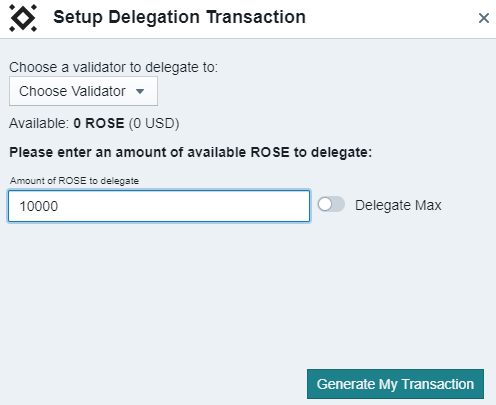 Setup Delegation Transaction
Choose a validator to delegate to:
Choose Validator
Available: 0 ROSE (0 USD)
Please enter an amount of available ROSE to delegate:
Amount of ROSE to delegate
10000
Delegate Max
Generate My Transaction